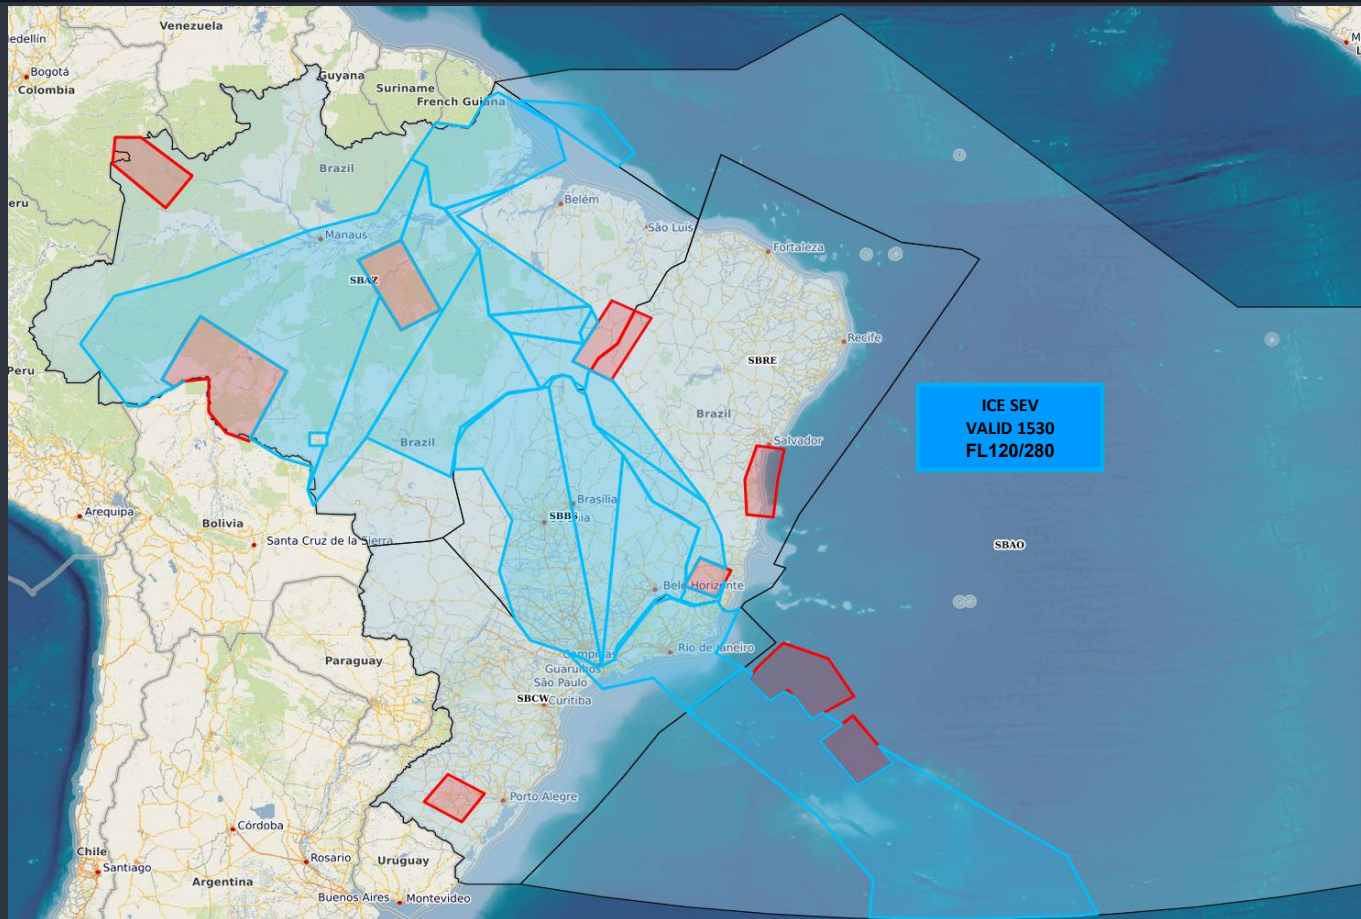 Venezuela
edellín
Bogotá
Colombia
Guyana
Suriname
French Guiana
M
L
Brazil
eru
Belém
São Luís
Manaus
Fortaleza
SBAZ
Peru
Recife
SBRE
ICE SEV
VALID 1530
FL120/280
Brazil
Brazil
Salvador
Brasília
Arequipa
Bolivia
SBBS
Santa Cruz de la Sierra
SBAO
Belo Horizonte
Rio de Janeiro
Campinas
Paraguay
Guarulhos
São Paulo
SBCW
Curitiba
Porto Alegre
Córdoba
Chile
Santiago
Rosario
Uruguay
Argentina
Buenos Aires
Montevideo